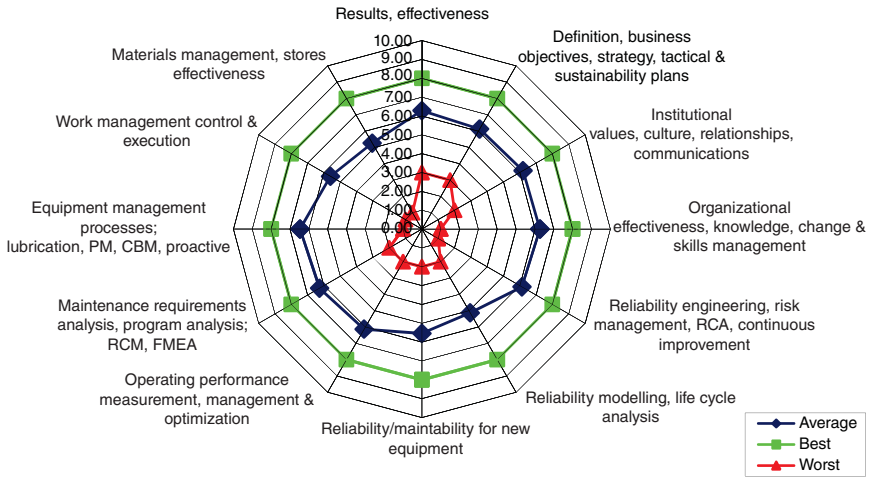 Results, effectiveness
10.00
9.00
8.00
7.00
6.00
5.00
4.00
3.00
2.00
1.00
0.00
Definition, business
objectives, strategy, tactical &
sustainability plans
Institutional
values, culture, relationships,
communications
Organizational
effectiveness, knowledge, change &
skills management
Reliability engineering, risk
management, RCA, continuous
improvement
Reliability modelling, life cycle
analysis
Reliability/maintability for new
equipment
Operating performance
measurement, management &
optimization
Maintenance requirements
analysis, program analysis;
RCM, FMEA
Equipment management
processes;
lubrication, PM, CBM, proactive
Work management control &
execution
Materials management, stores
effectiveness
Average
Best
Worst